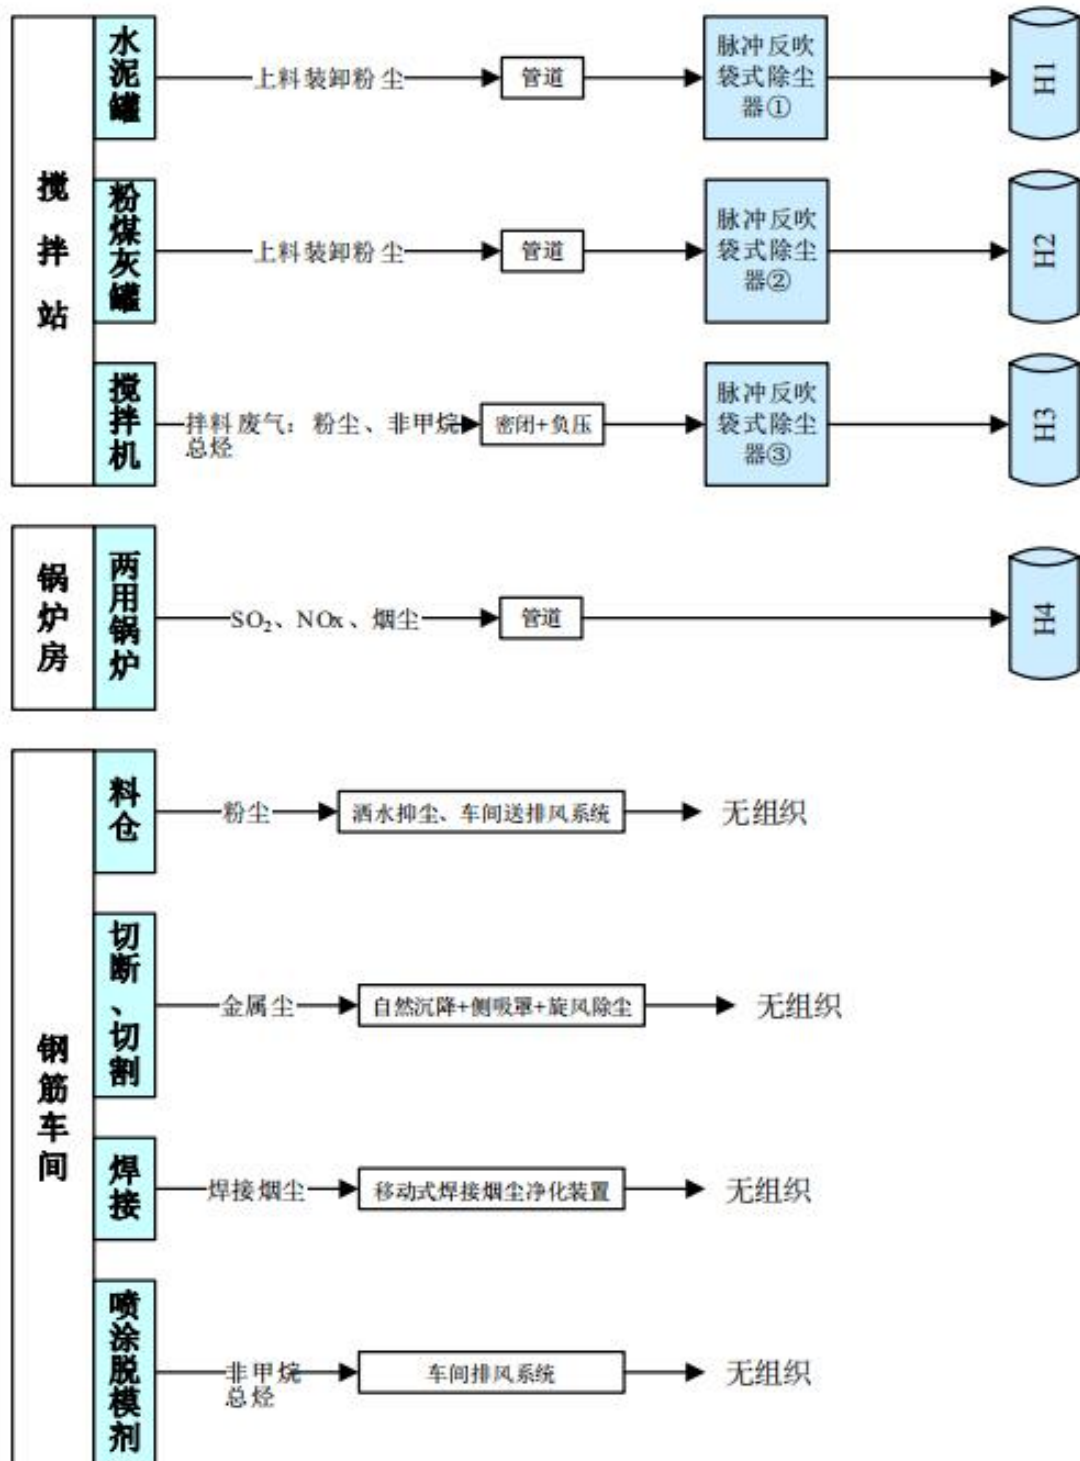 搅拌站
水泥罐
上料装卸粉尘
管道
脉冲反吹
袋式除尘
器①
H1
粉煤灰罐
上料装卸粉尘
管道
脉冲反吹
袋式除尘
器②
H2
搅拌机
拌料废气：粉尘、非甲烷
总烃
密闭+负压
脉冲反吹
袋式除尘
器③
H3
锅炉房
两用锅炉
SO₂、NOx、烟尘
管道
H4
钢筋车间
料仓
粉尘
洒水抑尘、车间送排风系统
无组织
切断、切割
金属尘
自然沉降+侧吸罩+旋风除尘
无组织
焊接
焊接烟尘
移动式焊接烟尘净化装置
无组织
喷涂脱模剂
非甲烷
总烃
车间排风系统
无组织